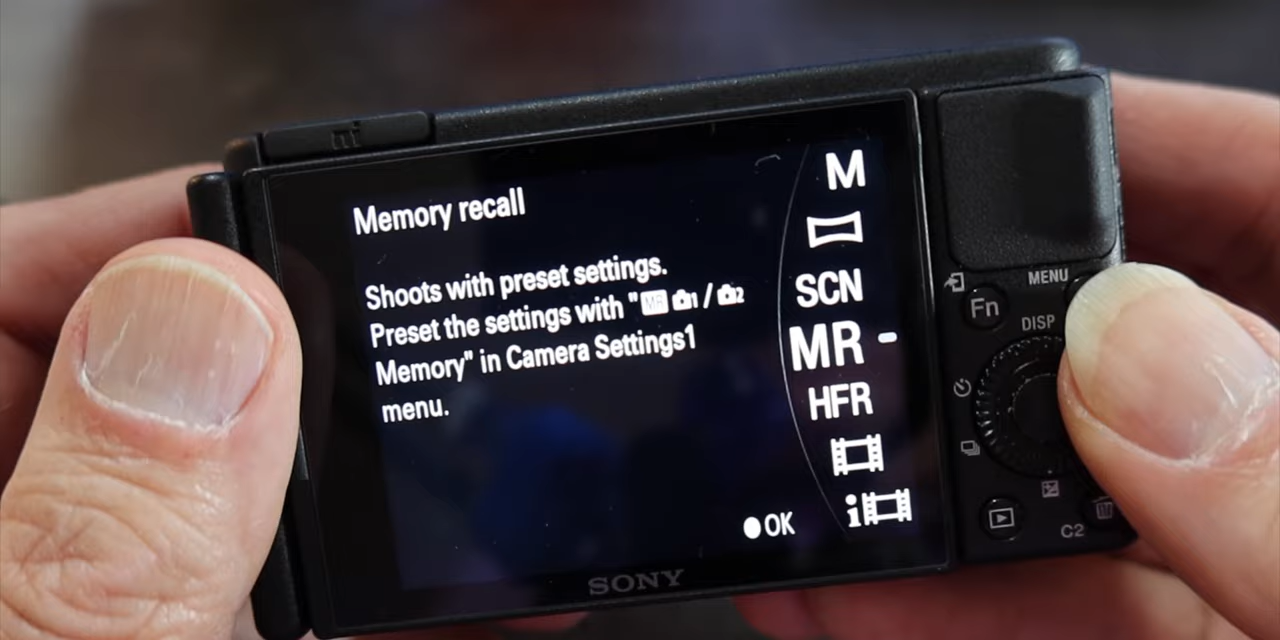 Memory recall
Shoots with preset settings.
Preset the settings with "MR 1 / 2
Memory" in Camera Settings1
menu.
OK
M
SCN
MR
HFR
i
SONY
MENU
Fn
DISP
C2